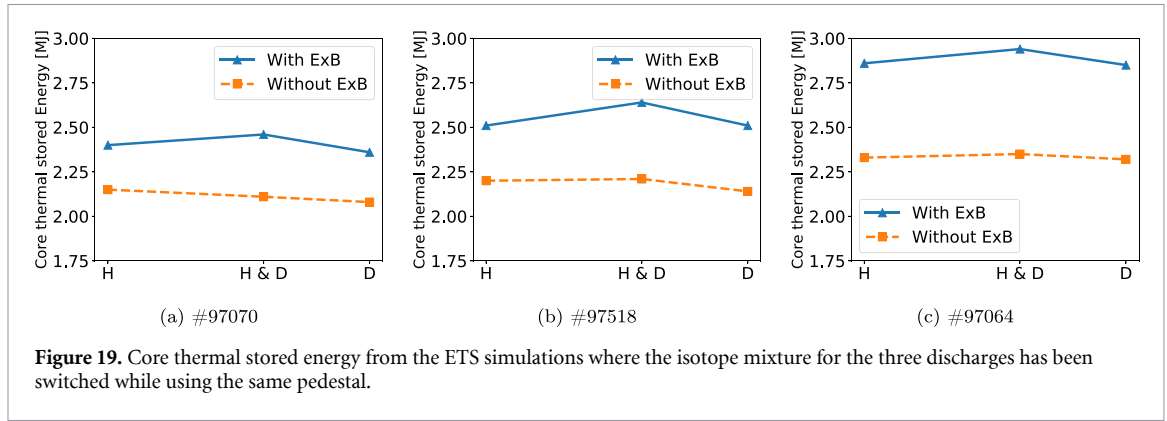 Core thermal stored Energy [MJ]
3.00
2.75
2.50
2.25
2.00
1.75
With ExB
Without ExB
H
H & D
D
(a) #97070
Core thermal stored Energy [MJ]
3.00
2.75
2.50
2.25
2.00
1.75
With ExB
Without ExB
H
H & D
D
(b) #97518
Core thermal stored Energy [MJ]
3.00
2.75
2.50
2.25
2.00
1.75
With ExB
Without ExB
H
H & D
D
(c) #97064
Figure 19. Core thermal stored energy from the ETS simulations where the isotope mixture for the three discharges has been
switched while using the same pedestal.